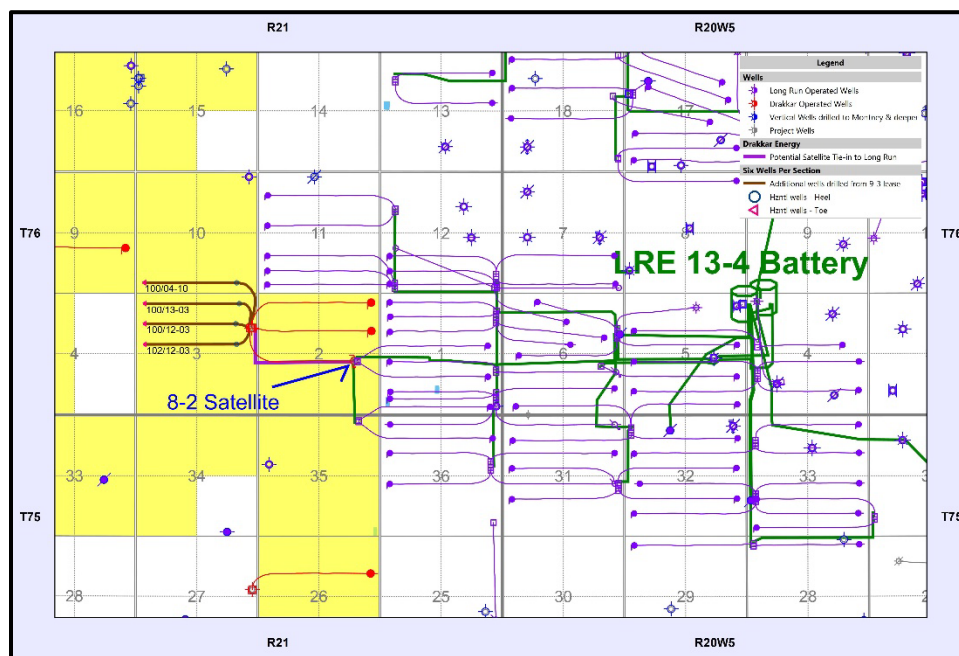 R21
R20W5
Legend
Wells
Long Run Operated Wells
Drakkar Operated Wells
Vertical Wells drilled to Montney & deeper
Project Wells
Drakkar Energy
Potential Satellite Tie-in to Long Run
Six Wells Per Section
Additional wells drilled from 9-3 lease
Hzntl wells - Heel
Hzntl wells - Toe
16
15
14
13
18
17
T76
9
10
11
12
7
8
T76
LRE 13-4 Battery
100/04-10
100/13-03
100/12-03
102/12-03
4
3
2
1
6
5
4
8-2 Satellite
33
34
35
36
31
32
33
T75
T75
28
27
26
25
30
29
28
R21
R20W5